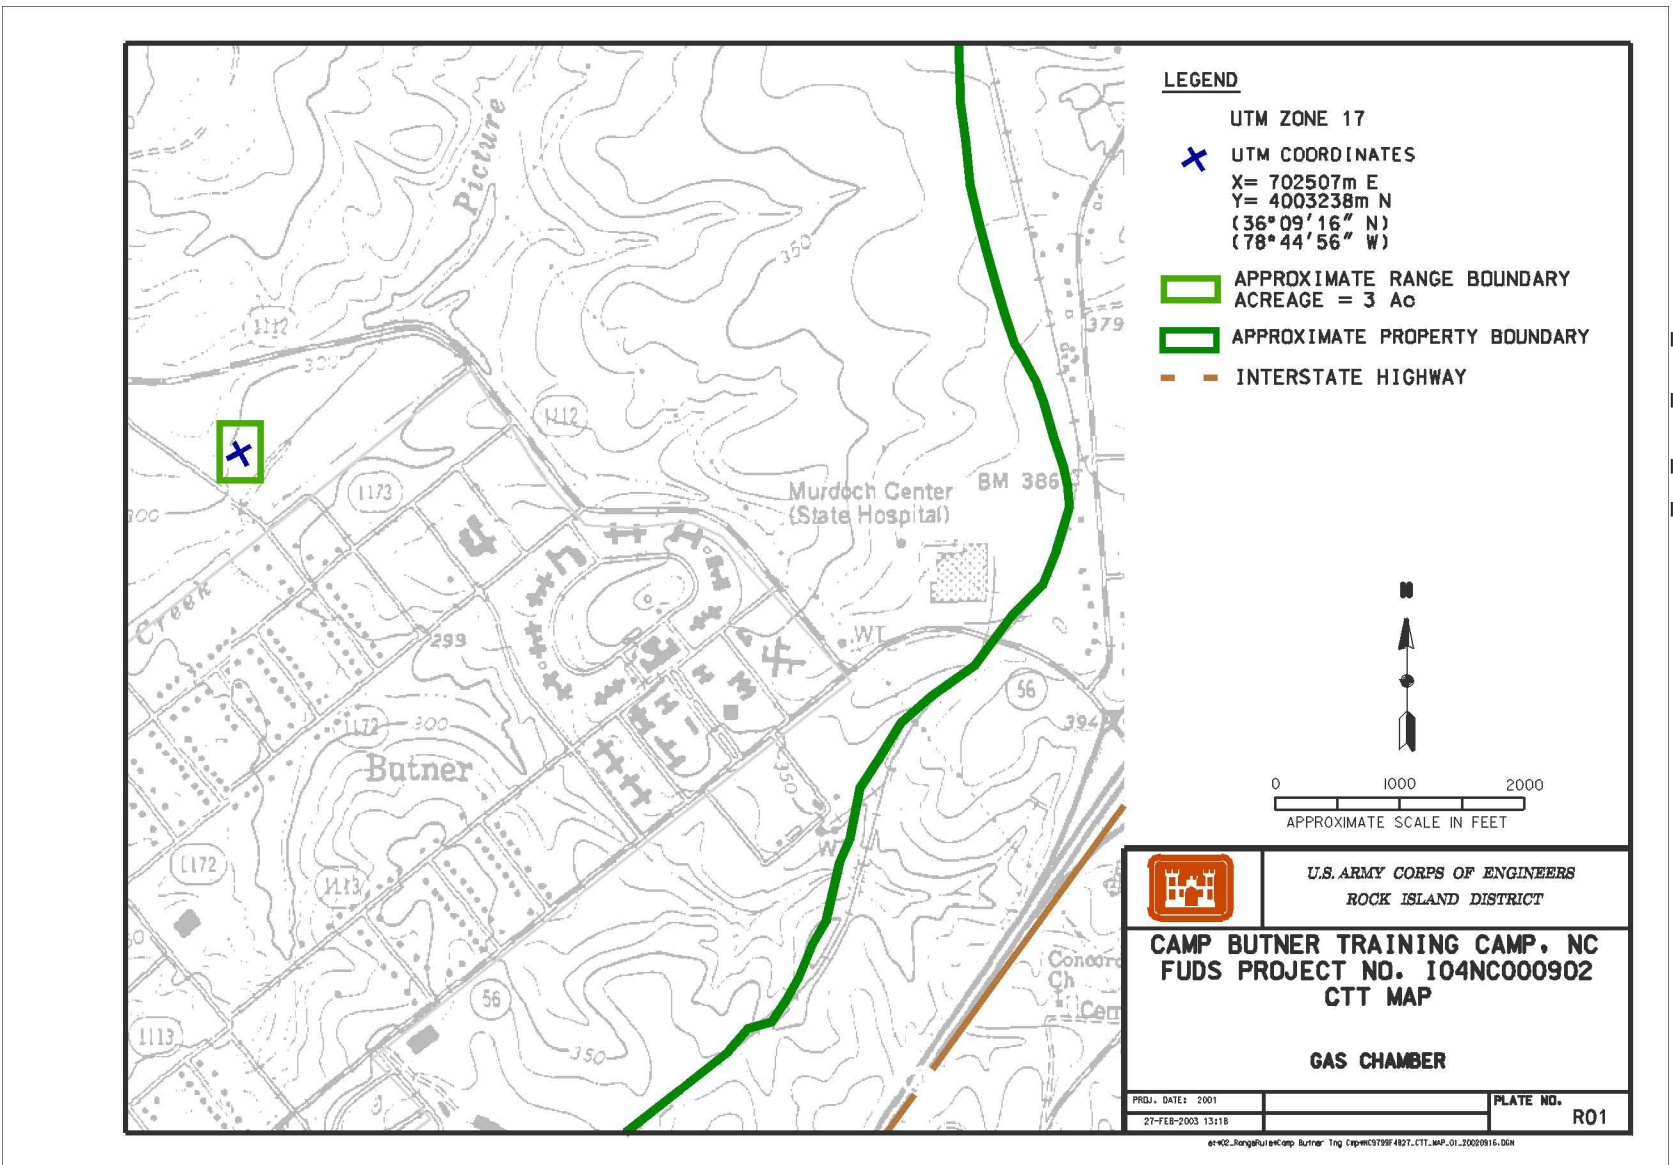 Picture
350
1112
350
379
1112
1173
300
Murdoch Center
(State Hospital)
BM 386
Creek
299
WT
56
394
1172
300
Butner
350
W
1172
1113
Concord
Ch
Cem
56
350
1113
LEGEND
UTM ZONE 17
UTM COORDINATES
X= 702507m E
Y= 4003238m N
(36°09'16" N)
(78°44'56" W)
APPROXIMATE RANGE BOUNDARY
ACREAGE = 3 Ac
APPROXIMATE PROPERTY BOUNDARY
INTERSTATE HIGHWAY
N
0 1000 2000
APPROXIMATE SCALE IN FEET
U.S. ARMY CORPS OF ENGINEERS
ROCK ISLAND DISTRICT
CAMP BUTNER TRAINING CAMP, NC
FUDS PROJECT NO. I04NC000902
CTT MAP
GAS CHAMBER
PROJ. DATE: 2001
27-FEB-2003 13:18
PLATE NO.
R01